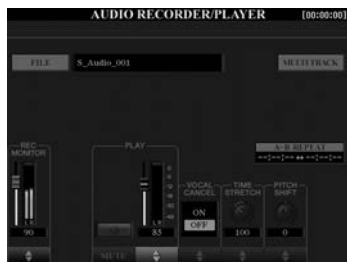 AUDIO RECORDER/PLAYER [00:00:00]
FILE S_Audio_001 MULTI TRACK
A-B REPEAT
--:--:-- ↔ --:--:--
REC MONITOR
PLAY
VOCAL CANCEL
TIME STRETCH
PITCH SHIFT
L R
L R
ON
OFF
90
85
100
0
MUTE